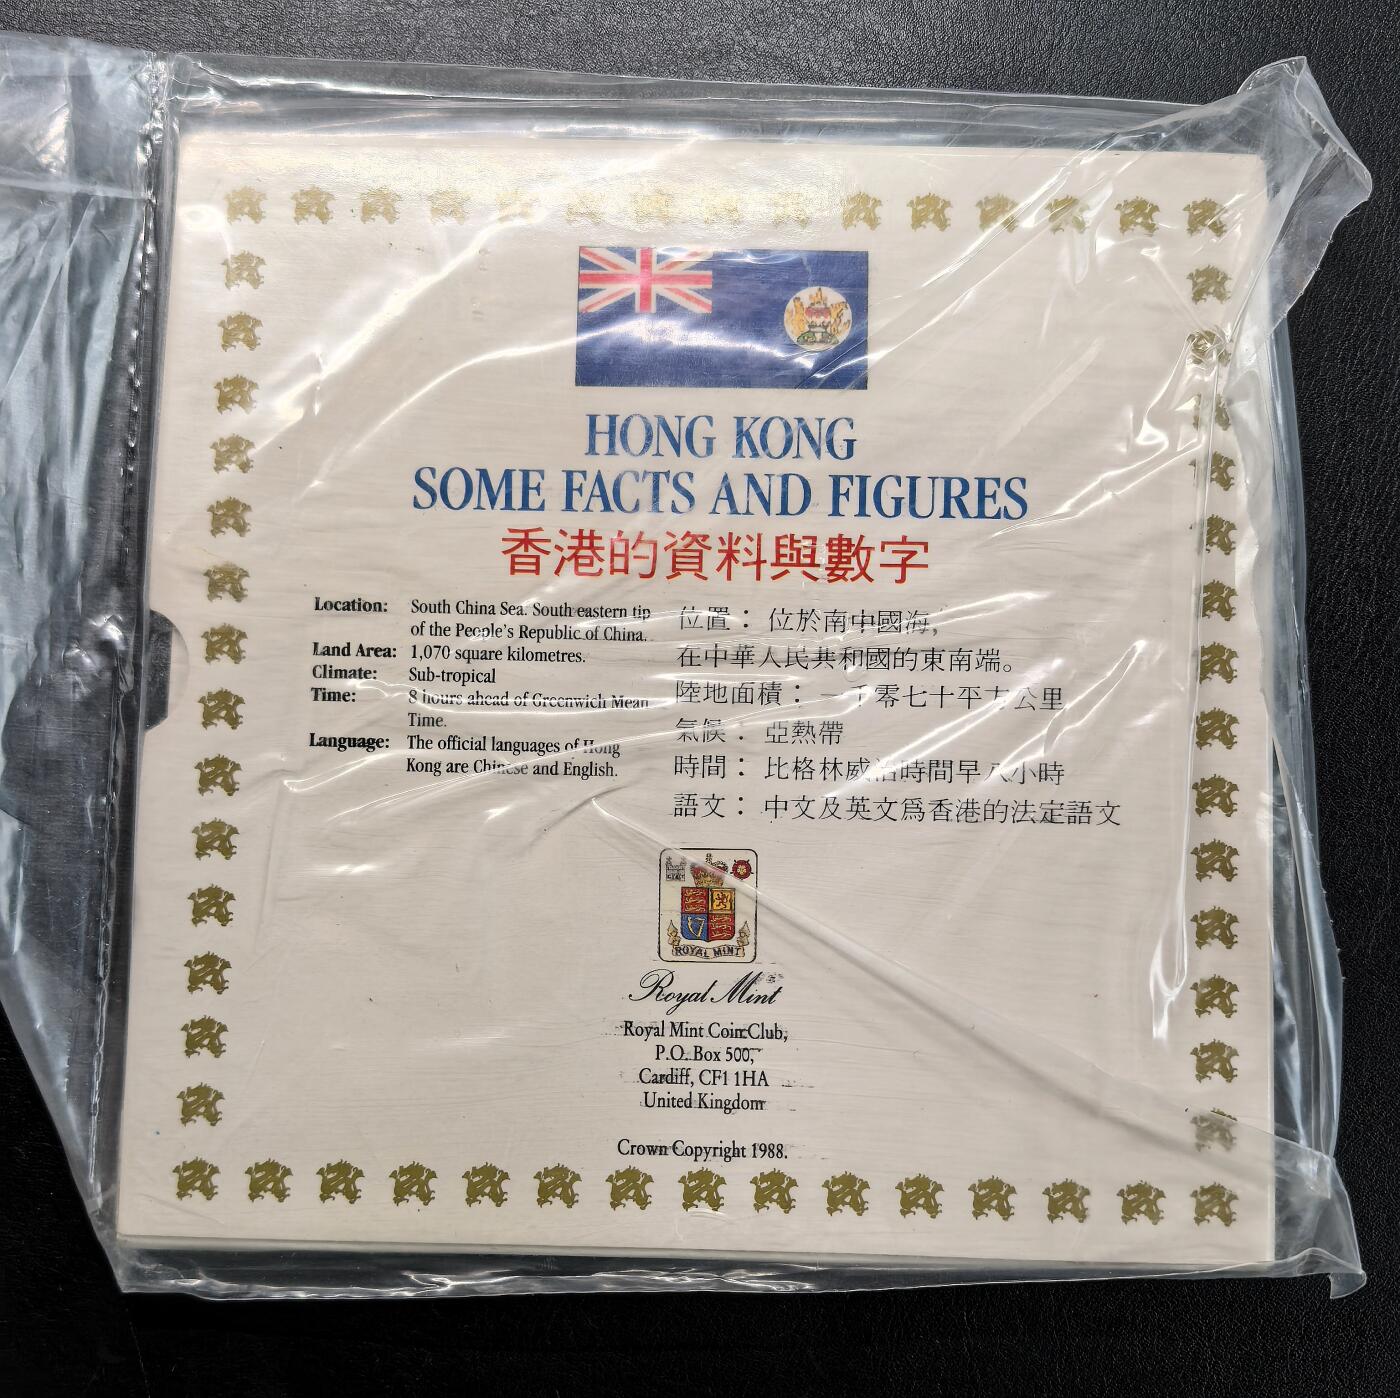 HONG KONG
SOME FACTS AND FIGURES
香港的資料與數字
Location: South China Sea. South eastern tip
of the People's Republic of China.
Land Area: 1,070 square kilometres.
Climate: Sub-tropical
Time: 8 hours ahead of Greenwich Mean
Time.
Language: The official languages of Hong
Kong are Chinese and English.
位置： 位於南中國海，
在中華人民共和國的東南端。
陸地面積： 一千零七十平方公里
氣候： 亞熱帶
時間： 比格林威治時間早八小時
語文： 中文及英文爲香港的法定語文
ROYAL MINT
Royal Mint
Royal Mint Coin Club,
P.O. Box 500,
Cardiff, CF1 1HA
United Kingdom
Crown Copyright 1988.